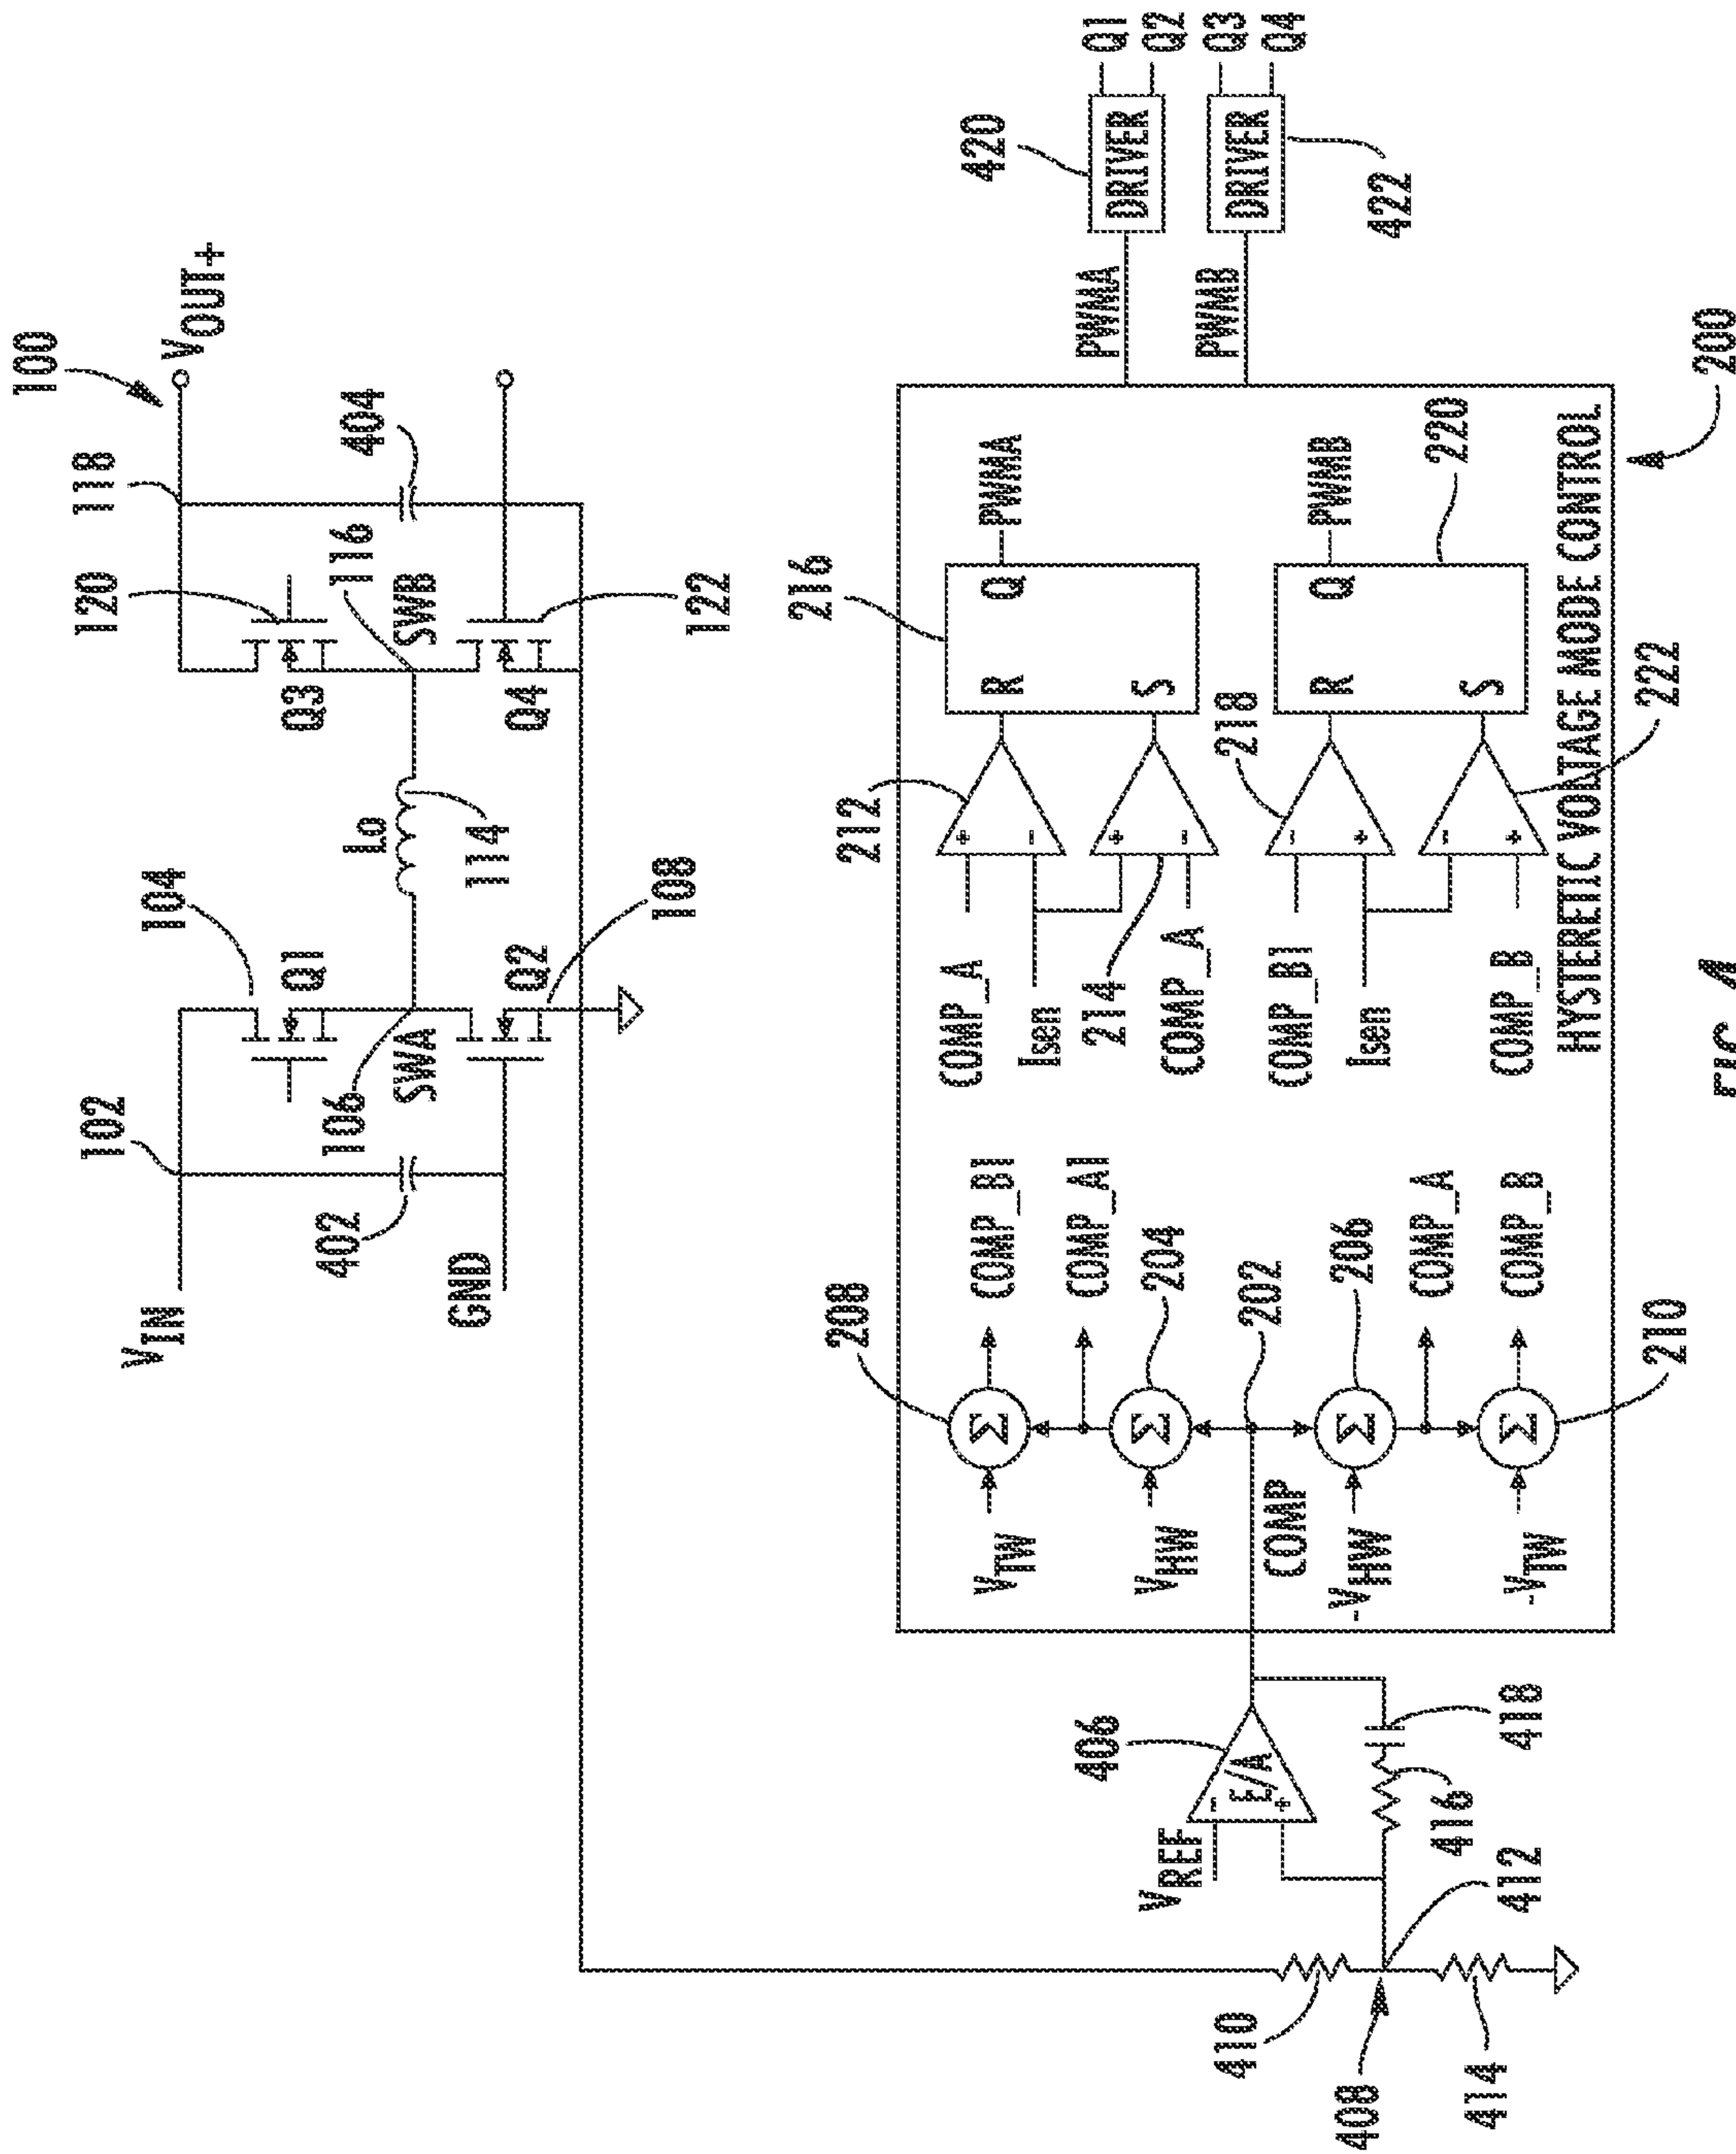 100
118
120
VOUT+
404
116
Q3
SWB
Q4
122
Lo
114
104
Q1
SWA
Q2
108
106
102
402
VIN
GND
420
DRIVER
Q1
Q2
PWMA
422
DRIVER
Q3
Q4
PWMB
200
216
Q
PWMA
R
S
220
Q
PWMB
R
S
212
+
-
+
-
214
218
-
+
-
+
222
COMP_A
Isen
COMP_A
COMP_B1
Isen
COMP_B
HYSTERETIC VOLTAGE MODE CONTROL
208
COMP_B1
COMP_A1
204
202
206
COMP_A
COMP_B
210
Σ
Σ
Σ
Σ
VTW
VHW
COMP
-VHW
-VTW
406
E/A
-
+
VREF
418
416
412
410
408
414
FIG. 4